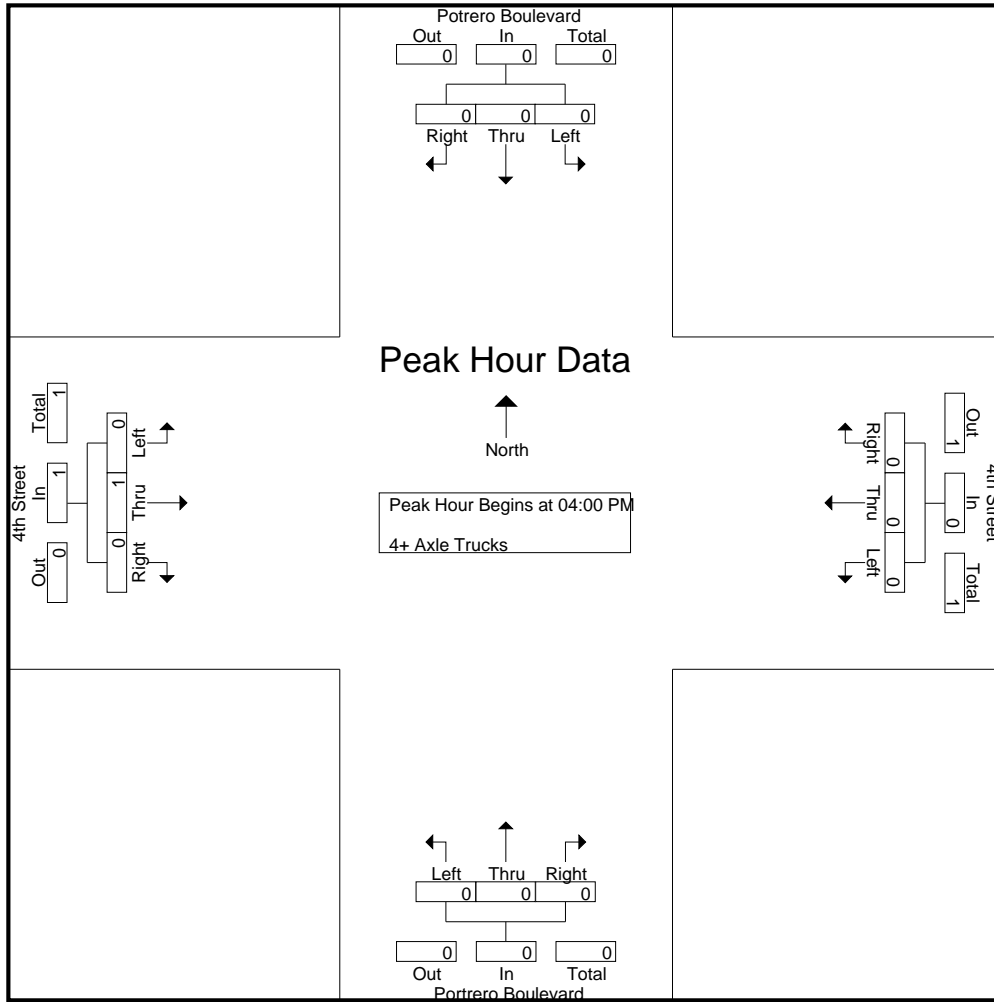 Potrero Boulevard
Out In Total
0 0 0
0 0 0
Right Thru Left
Peak Hour Data
North
Peak Hour Begins at 04:00 PM
4+ Axle Trucks
4th Street
Total In Out
1 1 0
0 1 0
Left Thru Right
4th Street
Out In Total
1 0 1
0 0 0
Right Thru Left
Left Thru Right
0 0 0
0 0 0
Out In Total
Portrero Boulevard